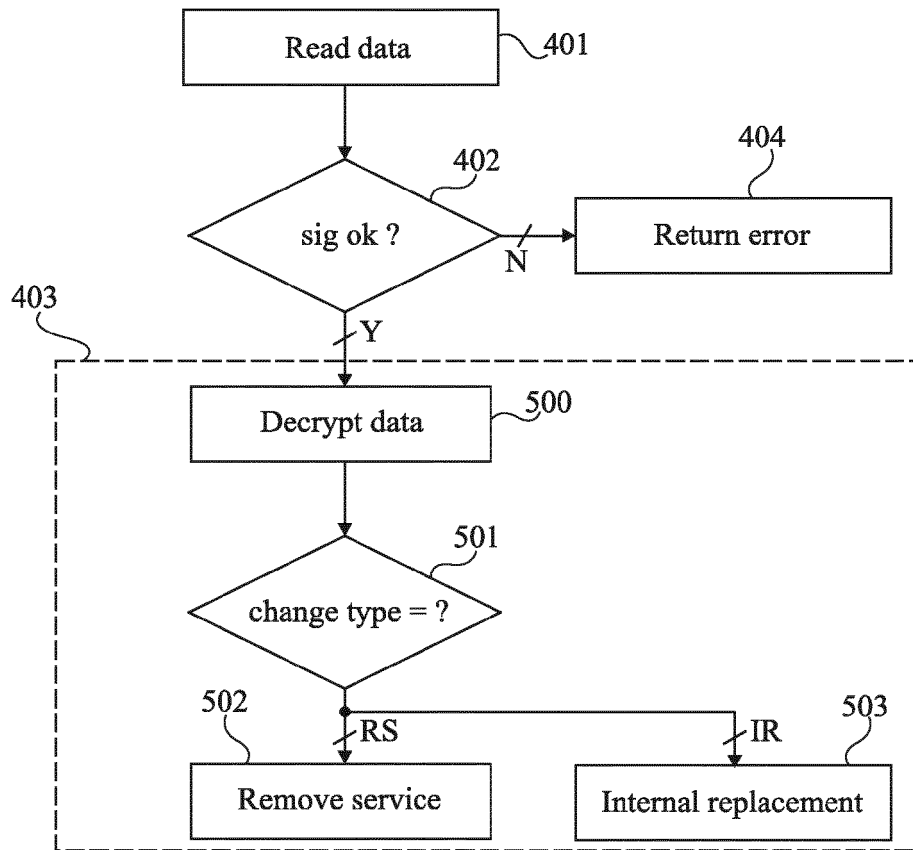 Read data
401
402
404
sig ok ?
Return error
N
403
Y
Decrypt data
500
501
change type = ?
502
503
RS
IR
Remove service
Internal replacement